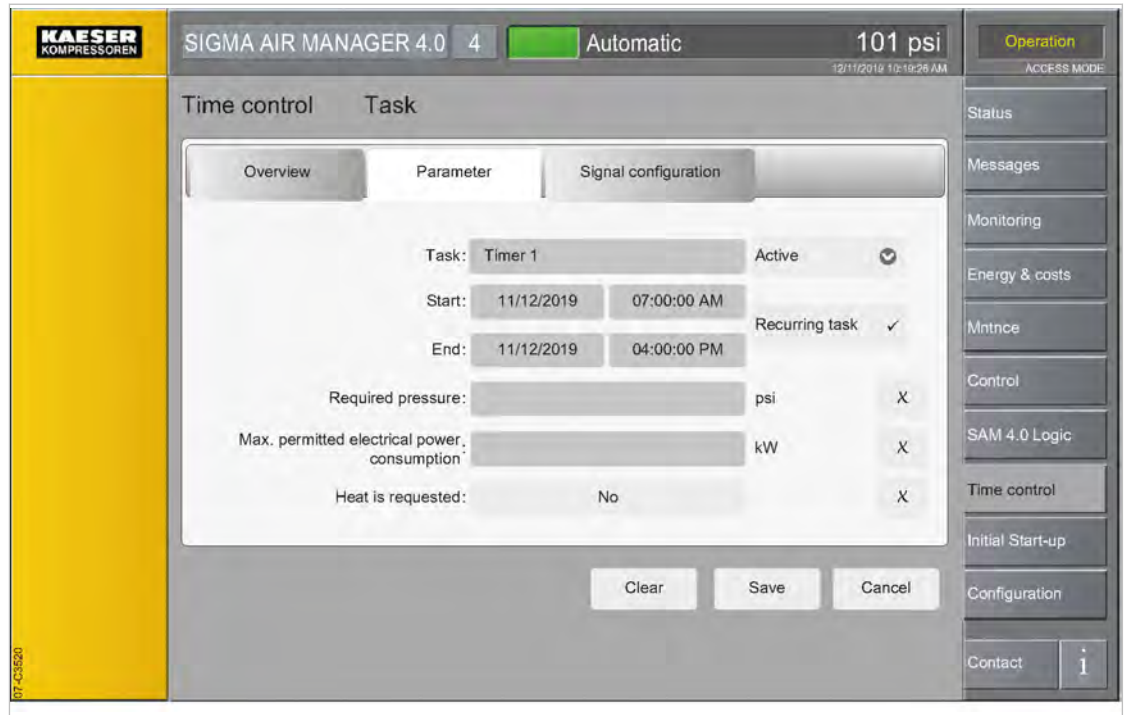 KAESER
KOMPRESSOREN
SIGMA AIR MANAGER 4.0 4 Automatic 101 psi
12/11/2019 10:19:26 AM
Operation
ACCESS MODE
Time control Task
Overview Parameter Signal configuration
Task: Timer 1 Active
Start: 11/12/2019 07:00:00 AM
Recurring task ✓
End: 11/12/2019 04:00:00 PM
Required pressure: psi X
Max. permitted electrical power
consumption: kW X
Heat is requested: No X
Clear Save Cancel
Status
Messages
Monitoring
Energy & costs
Mntnce
Control
SAM 4.0 Logic
Time control
Initial Start-up
Configuration
Contact i
07-C3520